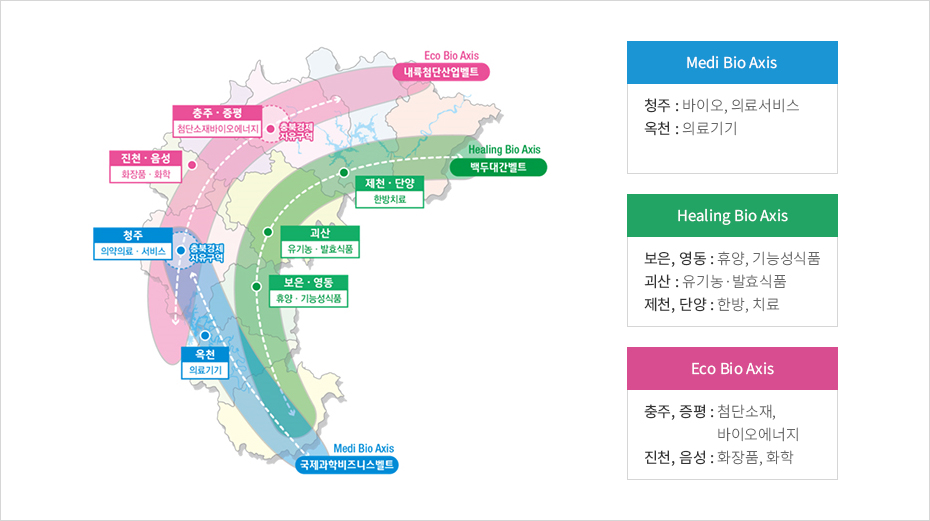 Eco Bio Axis
내륙첨단산업벨트
충주 · 증평
첨단소재바이오에너지
충북경제
자유구역
Healing Bio Axis
백두대간벨트
진천 · 음성
화장품 · 화학
제천 · 단양
한방치료
청주
의약의료 · 서비스
충북경제
자유구역
괴산
유기농 · 발효식품
보은 · 영동
휴양 · 기능성식품
옥천
의료기기
Medi Bio Axis
국제과학비즈니스벨트
Medi Bio Axis
청주 : 바이오, 의료서비스
옥천 : 의료기기
Healing Bio Axis
보은, 영동 : 휴양, 기능성식품
괴산 : 유기농 · 발효식품
제천, 단양 : 한방, 치료
Eco Bio Axis
충주, 증평 : 첨단소재,
바이오에너지
진천, 음성 : 화장품, 화학